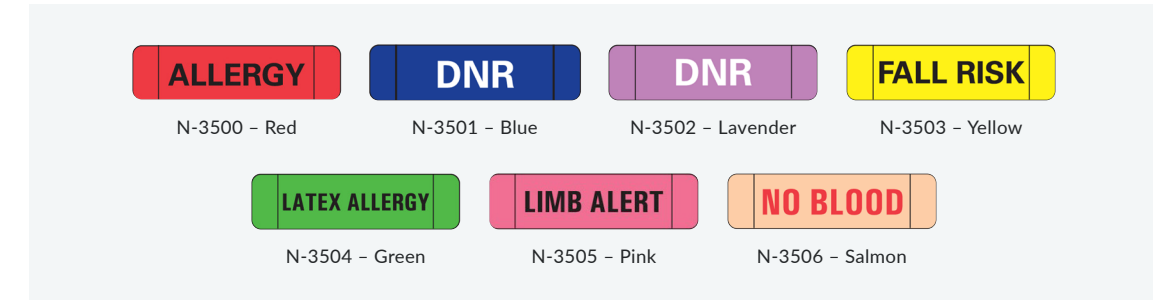 ALLERGY DNR DNR FALL RISK
N-3500 – Red N-3501 – Blue N-3502 – Lavender N-3503 – Yellow
LATEX ALLERGY LIMB ALERT NO BLOOD
N-3504 – Green N-3505 – Pink N-3506 – Salmon